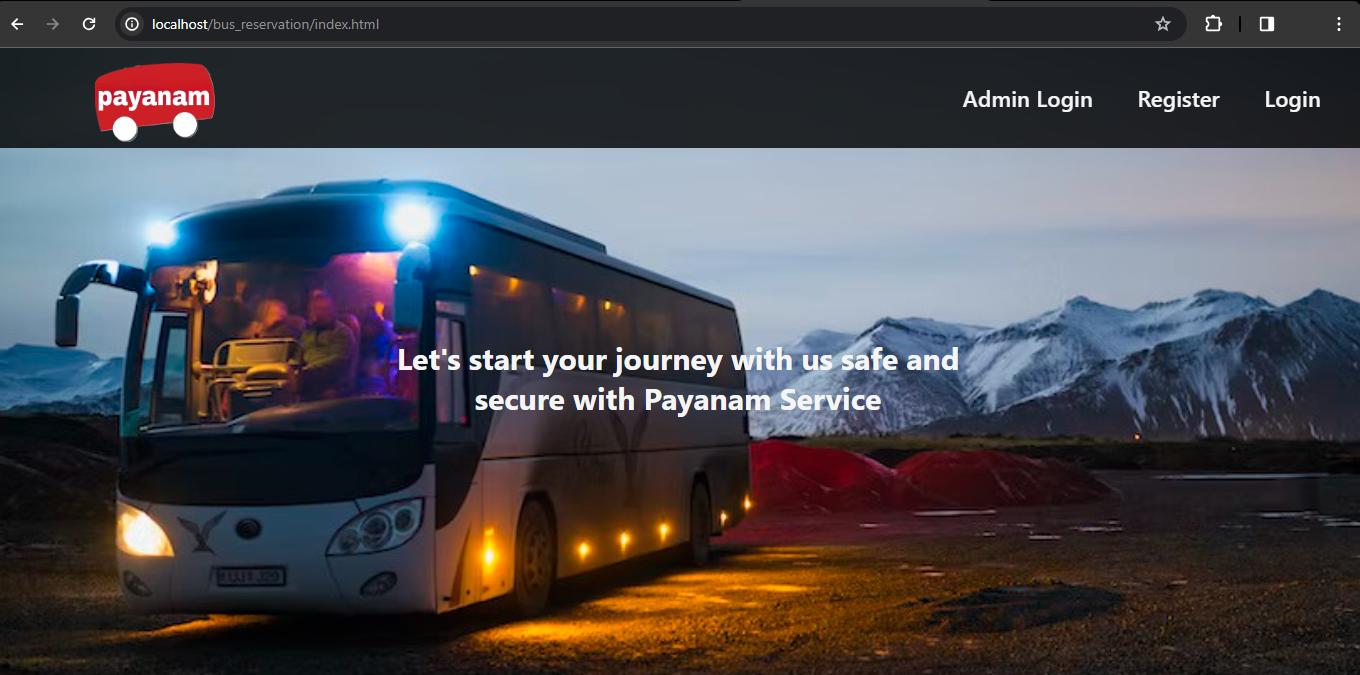 localhost/bus_reservation/index.html
payanam
Admin Login
Register
Login
Let's start your journey with us safe and
secure with Payanam Service